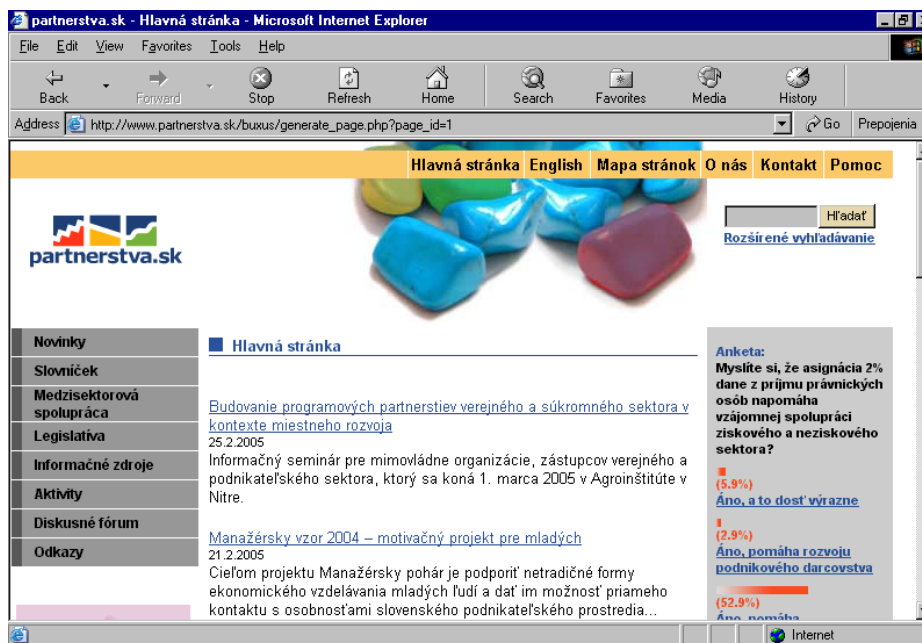 partnerstva.sk - Hlavná stránka - Microsoft Internet Explorer
File Edit View Favorites Tools Help
Back Forward Stop Refresh Home Search Favorites Media History
Address http://www.partnerstva.sk/buxus/generate_page.php?page_id=1 Go Prepojenia
Hlavná stránka English Mapa stránok O nás Kontakt Pomoc
partnerstva.sk
Hľadať
Rozšírené vyhľadávanie
Novinky
Slovníček
Medzisektorová
spolupráca
Legislatíva
Informačné zdroje
Aktivity
Diskusné fórum
Odkazy
Hlavná stránka
Budovanie programových partnerstiev verejného a súkromného sektora v
kontexte miestneho rozvoja
25.2.2005
Informačný seminár pre mimovládne organizácie, zástupcov verejného a
podnikateľského sektora, ktorý sa koná 1. marca 2005 v Agroinštitúte v
Nitre.
Manažérsky vzor 2004 – motivačný projekt pre mladých
21.2.2005
Cieľom projektu Manažérsky pohár je podporiť netradičné formy
ekonomického vzdelávania mladých ľudí a dať im možnosť priameho
kontaktu s osobnosťami slovenského podnikateľského prostredia...
Anketa:
Myslíte si, že asignácia 2%
dane z príjmu právnických
osôb napomáha
vzájomnej spolupráci
ziskového a neziskového
sektora?
(5.9%)
Áno, a to dosť výrazne
(2.9%)
Áno, pomáha rozvoju
podnikového darcovstva
(52.9%)
Áno, pomáha
Internet